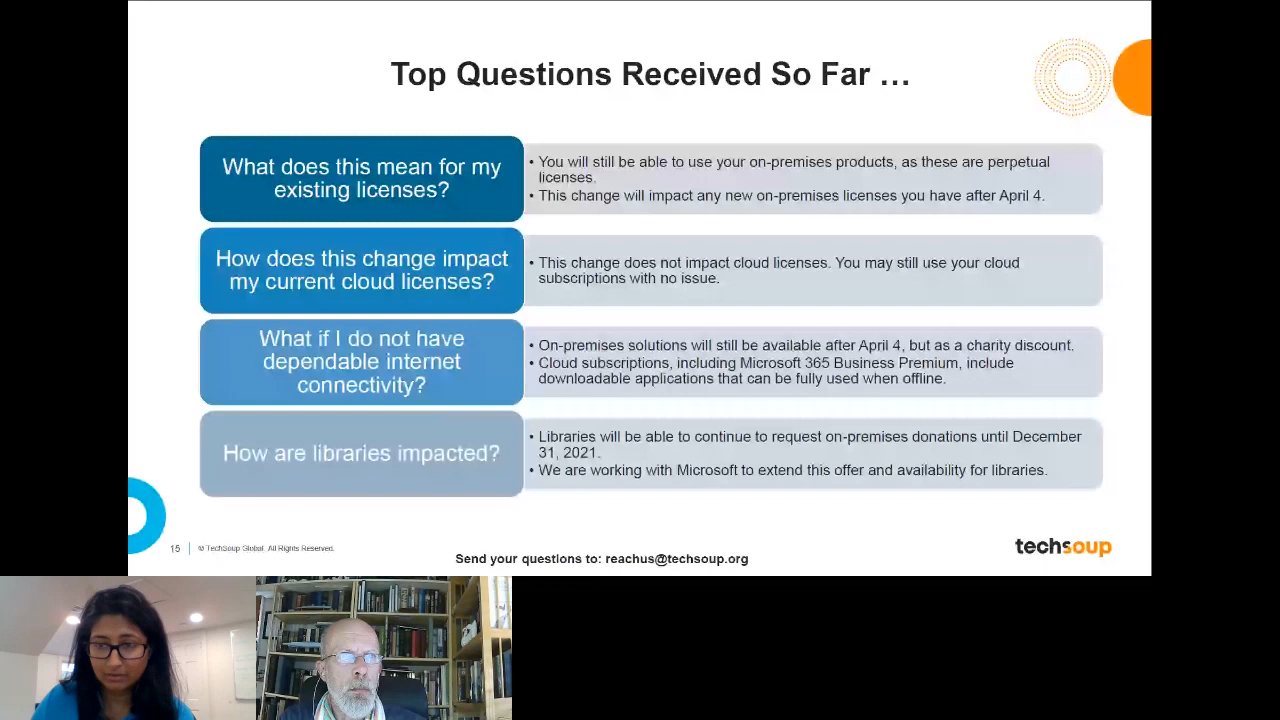 Top Questions Received So Far …
What does this mean for my
existing licenses?
• You will still be able to use your on-premises products, as these are perpetual
licenses.
• This change will impact any new on-premises licenses you have after April 4.
How does this change impact
my current cloud licenses?
• This change does not impact cloud licenses. You may still use your cloud
subscriptions with no issue.
What if I do not have
dependable internet
connectivity?
• On-premises solutions will still be available after April 4, but as a charity discount.
• Cloud subscriptions, including Microsoft 365 Business Premium, include
downloadable applications that can be fully used when offline.
How are libraries impacted?
• Libraries will be able to continue to request on-premises donations until December
31, 2021.
• We are working with Microsoft to extend this offer and availability for libraries.
15
© TechSoup Global. All Rights Reserved.
Send your questions to: reachus@techsoup.org
techsoup